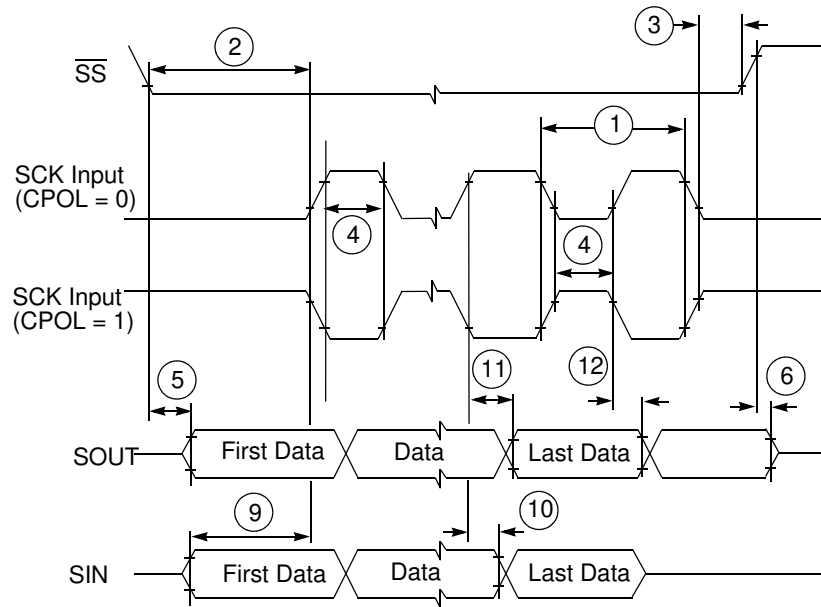 3
2
SS
1
SCK Input
(CPOL = 0)
4
4
SCK Input
(CPOL = 1)
5
11
12
6
SOUT
First Data
Data
Last Data
9
10
SIN
First Data
Data
Last Data